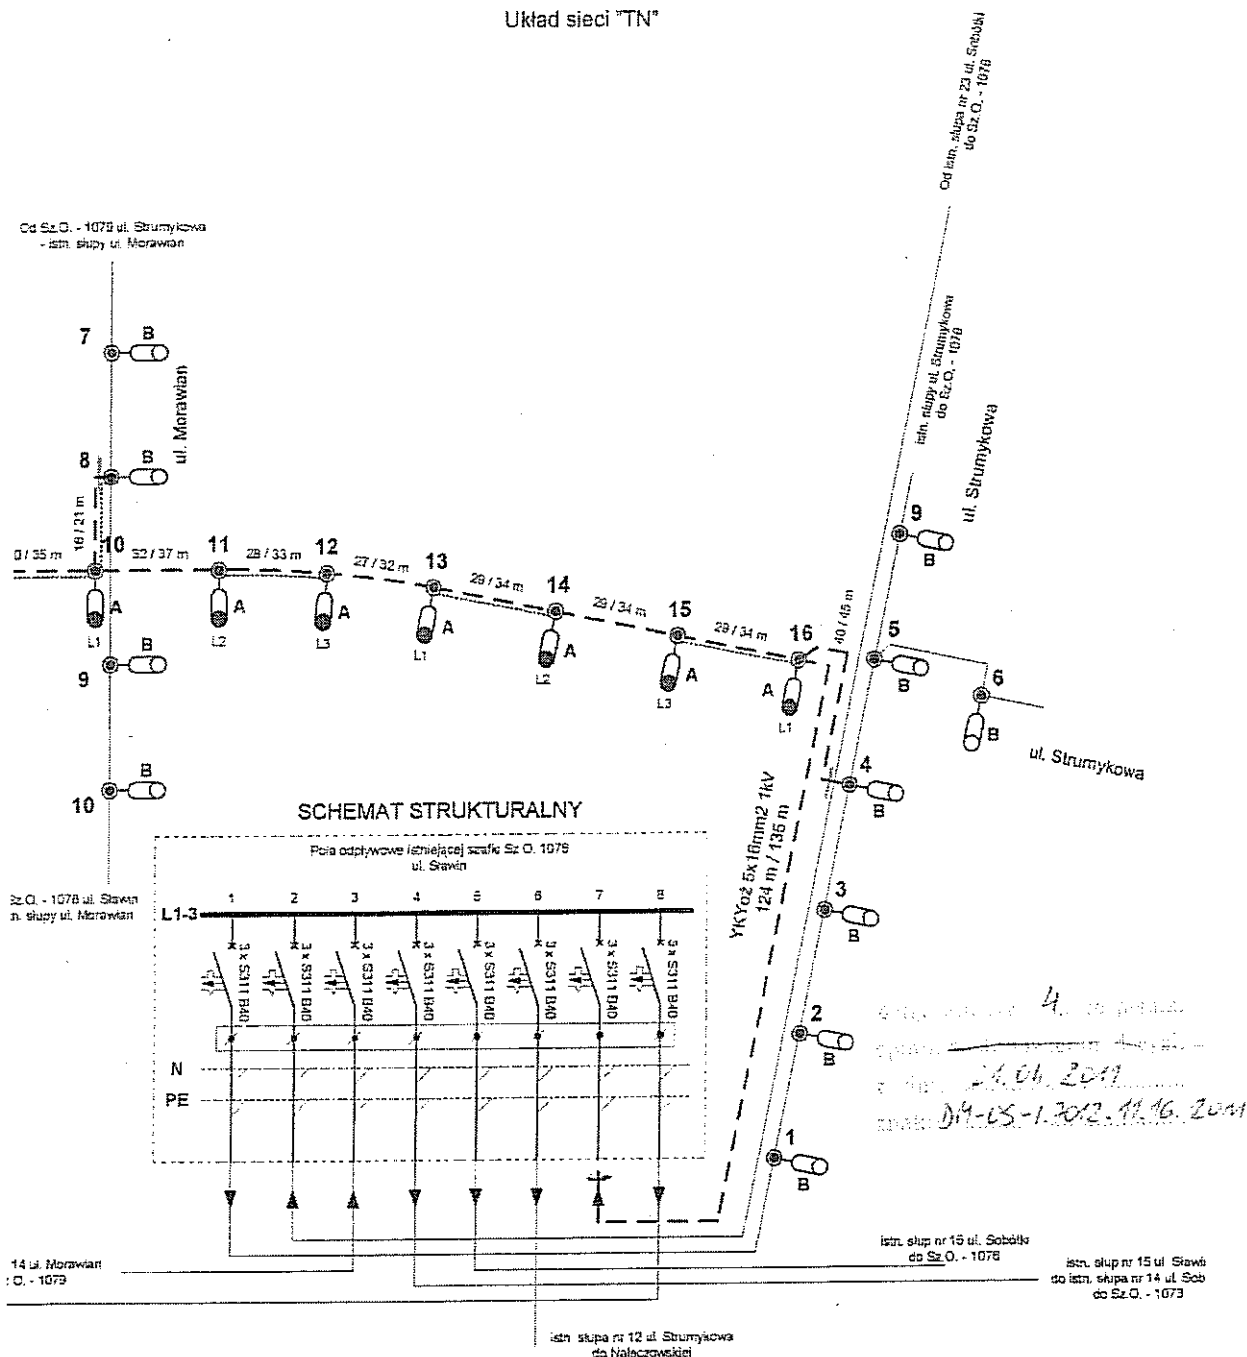 Układ sieci "TN"
Od istn. słupa nr 23 ul. Sobótki
do Sz.O. - 1078
Od Sz.O. - 1079 ul. Strumykowa
- istn. słupy ul. Morawian
istn. słupy ul. Strumykowa
do Sz.O. - 1078
7
B
ul. Morawian
8
B
ul. Strumykowa
9
B
16 / 21 m
0 / 35 m
10
32 / 37 m
11
28 / 33 m
12
27 / 32 m
13
29 / 34 m
14
29 / 34 m
15
29 / 34 m
16
40 / 45 m
5
B
6
B
A
L1
A
L2
A
L3
A
L1
A
L2
A
L3
A
L1
9
B
ul. Strumykowa
10
B
4
B
SCHEMAT STRUKTURALNY
Pola odpływowe istniejącej szafki Sz.O. 1078
ul. Sławin
YKYożo 5x16mm2 1kV
124 m / 135 m
Sz.O. - 1078 ul. Sławin
n. słupy ul. Morawian
L1-3
1 2 3 4 5 6 7 8
3 x S311 B40
3 x S311 B40
3 x S311 B40
3 x S311 B40
3 x S311 B40
3 x S311 B40
3 x S311 B40
3 x S311 B40
3
B
N
PE
2
B
4
21.04.2011
znak: DM-US-I.7012.11.16.2011
1
B
istn. słup nr 15 ul. Sobótki
do Sz.O. - 1078
14 ul. Morawian
O. - 1079
istn. słup nr 15 ul Sławi
do istn. słupa nr 14 ul. Sob
do Sz.O. - 1073
istn. słupa nr 12 ul. Strumykowa
do Nałęczowskiej